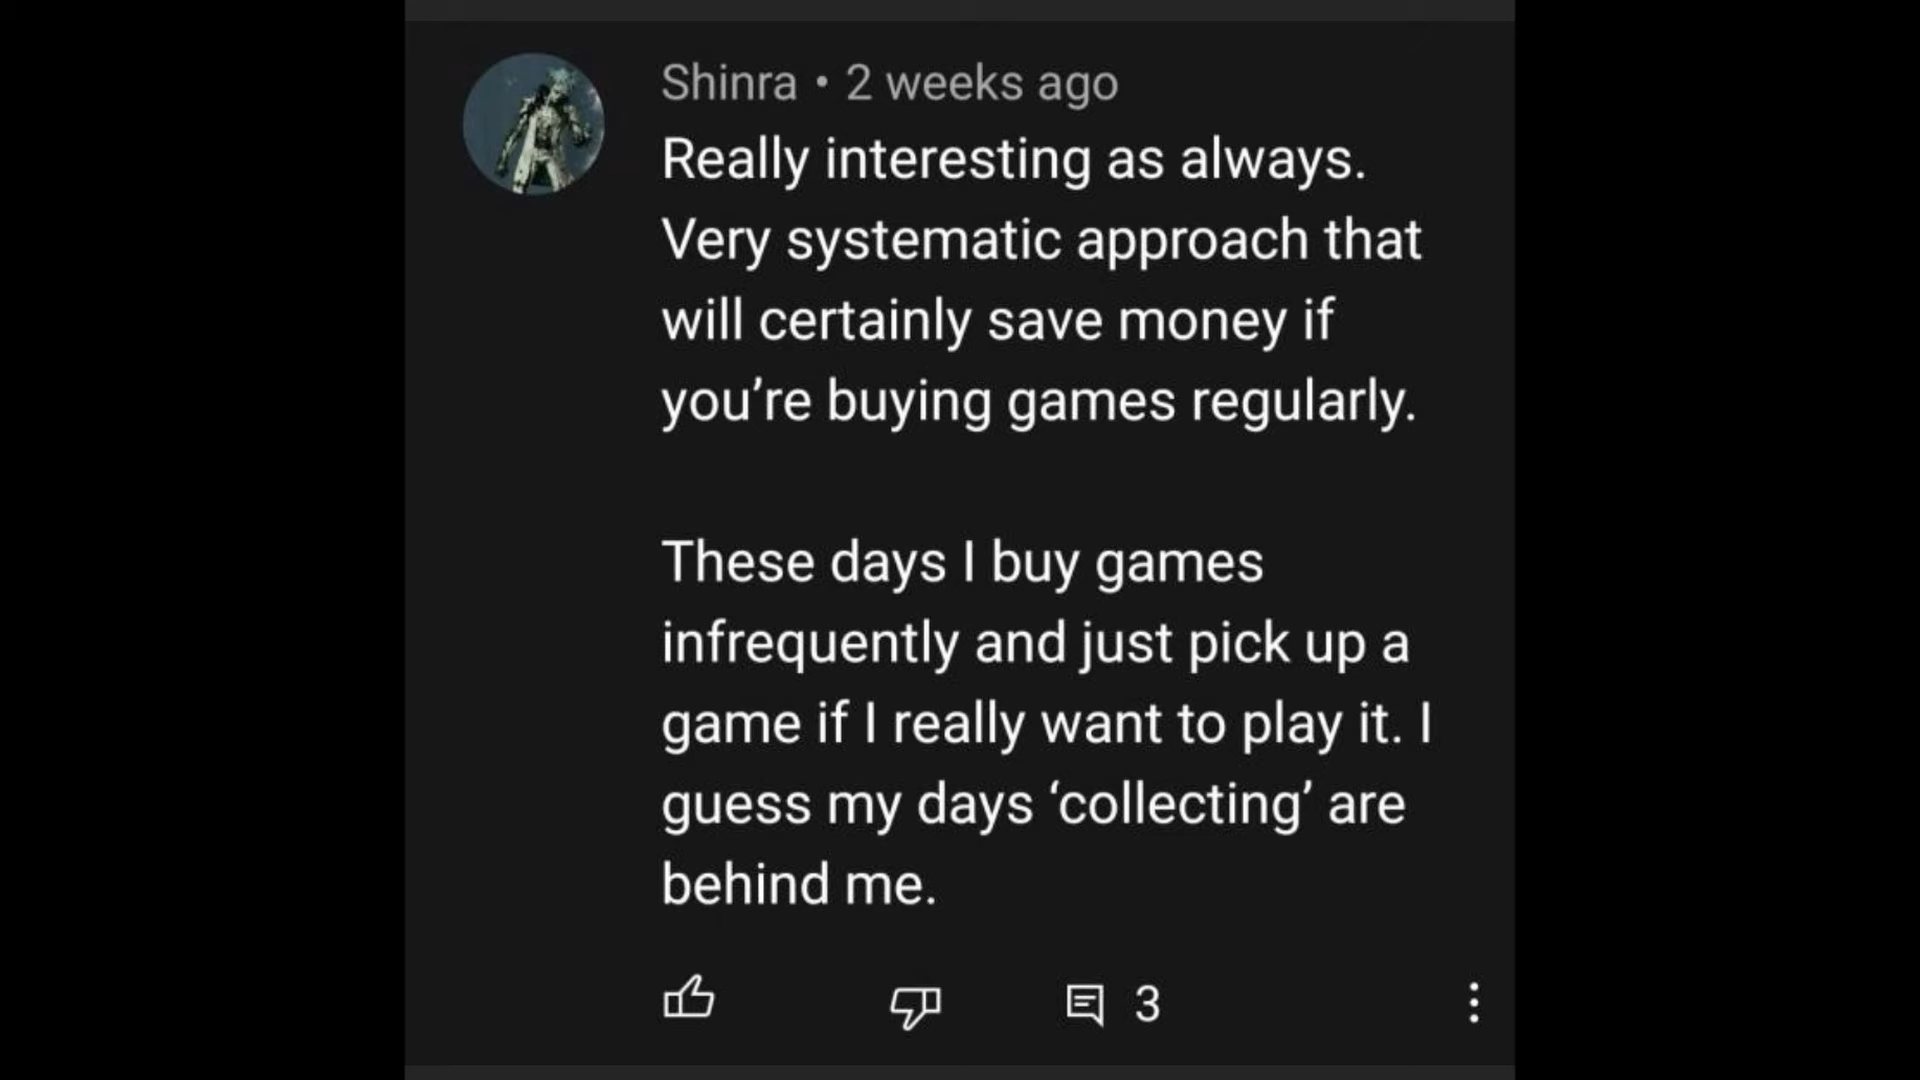 Shinra • 2 weeks ago
Really interesting as always.
Very systematic approach that
will certainly save money if
you’re buying games regularly.
These days I buy games
infrequently and just pick up a
game if I really want to play it. I
guess my days ‘collecting’ are
behind me.
3